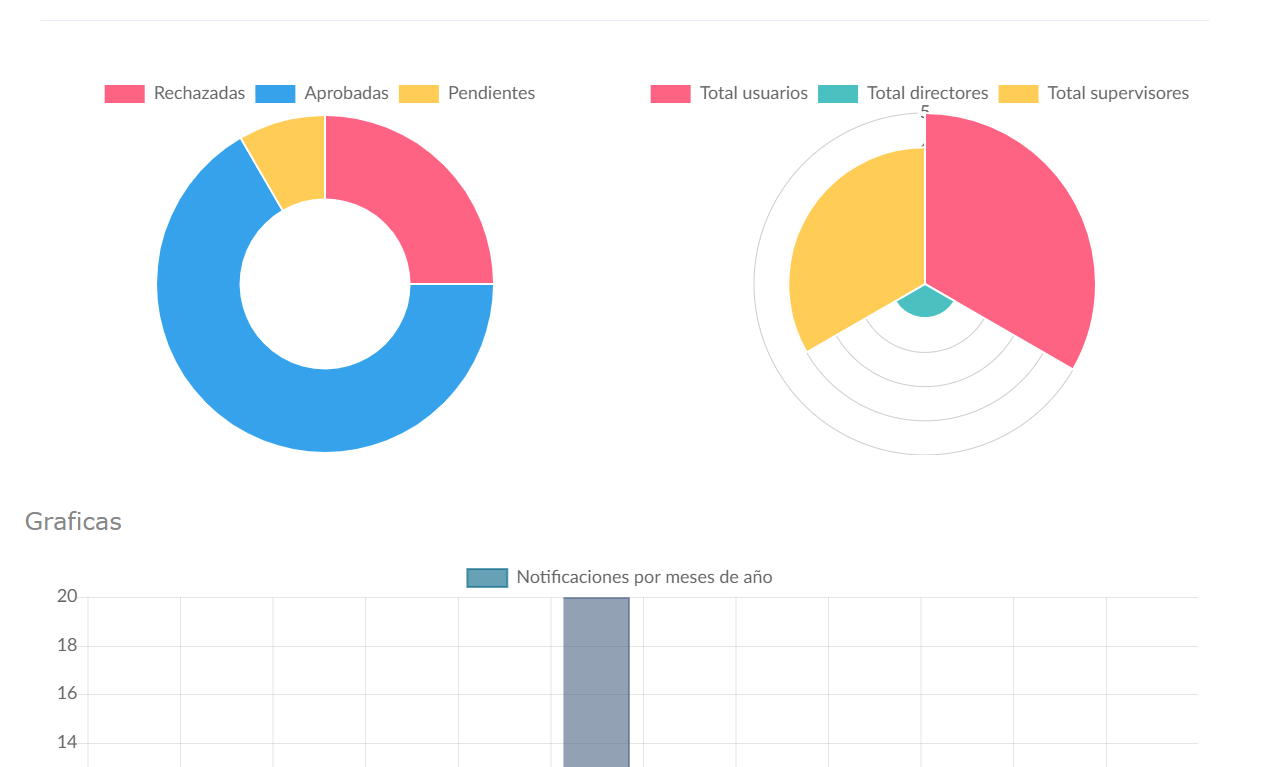 Rechazadas Aprobadas Pendientes
Total usuarios Total directores Total supervisores
5
Graficas
Notificaciones por meses de año
20
18
16
14